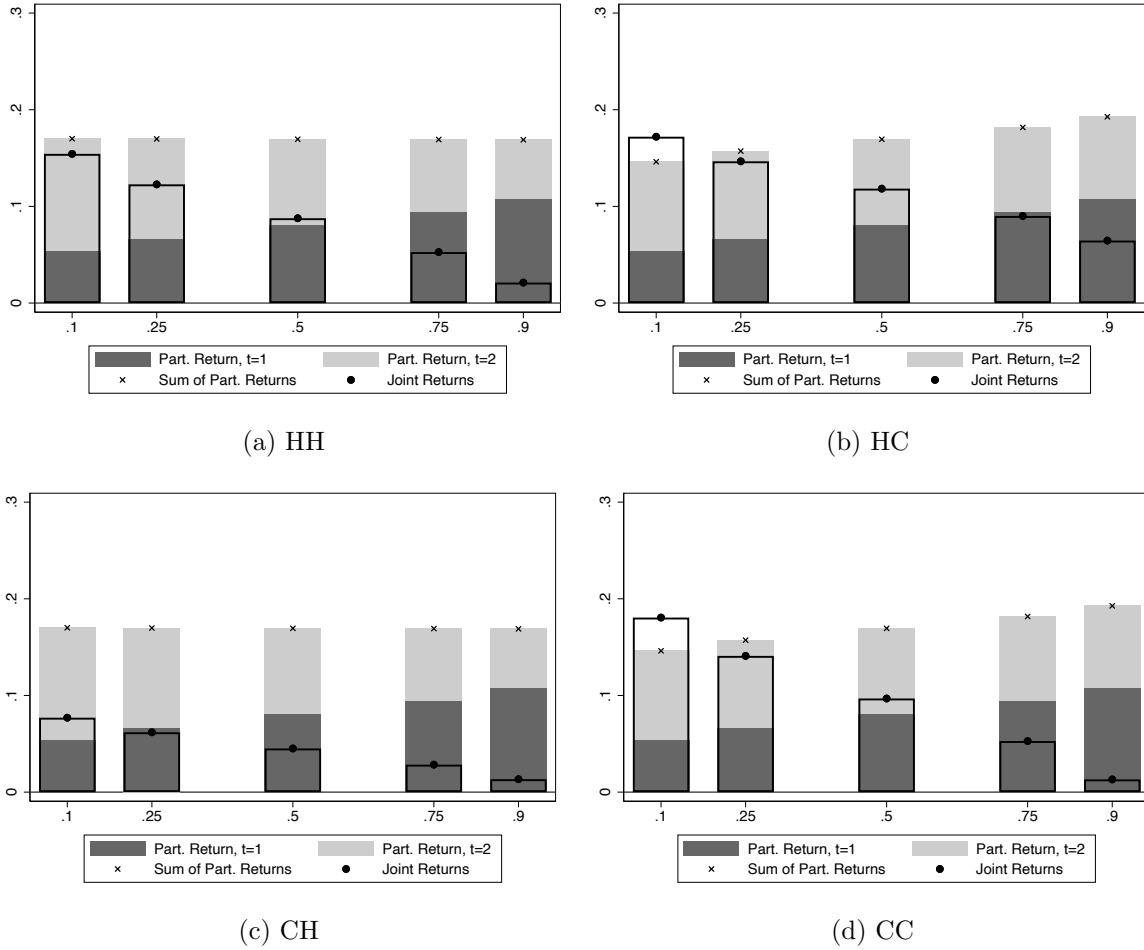 .3
.2
.1
0
.1 .25 .5 .75 .9
Part. Return, t=1 Part. Return, t=2
× Sum of Part. Returns ● Joint Returns
(a) HH
.3
.2
.1
0
.1 .25 .5 .75 .9
Part. Return, t=1 Part. Return, t=2
× Sum of Part. Returns ● Joint Returns
(b) HC
.3
.2
.1
0
.1 .25 .5 .75 .9
Part. Return, t=1 Part. Return, t=2
× Sum of Part. Returns ● Joint Returns
(c) CH
.3
.2
.1
0
.1 .25 .5 .75 .9
Part. Return, t=1 Part. Return, t=2
× Sum of Part. Returns ● Joint Returns
(d) CC